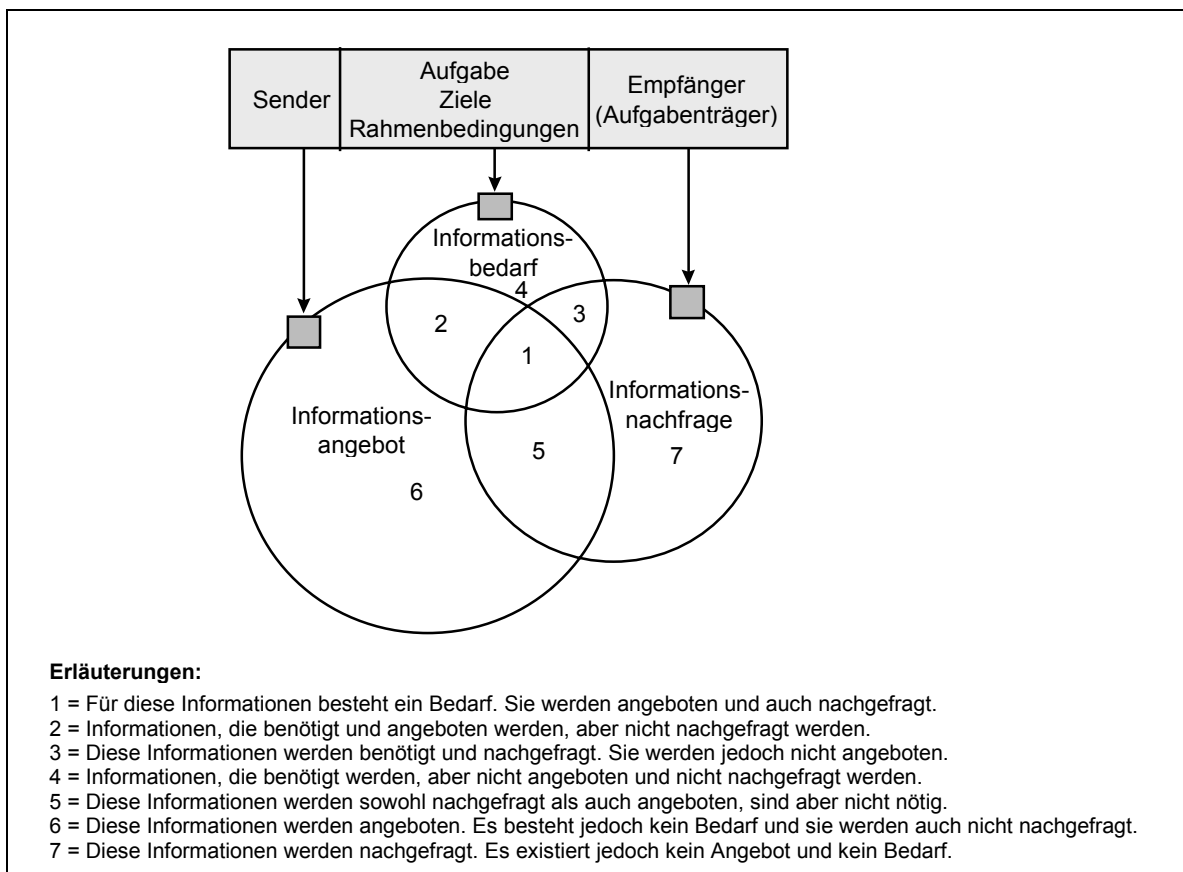 Sender
Aufgabe
Ziele
Rahmenbedingungen
Empfänger
(Aufgabenträger)
Informations-
bedarf
4
2
3
1
Informations-
angebot
Informations-
nachfrage
5
7
6
Erläuterungen:
1 = Für diese Informationen besteht ein Bedarf. Sie werden angeboten und auch nachgefragt.
2 = Informationen, die benötigt und angeboten werden, aber nicht nachgefragt werden.
3 = Diese Informationen werden benötigt und nachgefragt. Sie werden jedoch nicht angeboten.
4 = Informationen, die benötigt werden, aber nicht angeboten und nicht nachgefragt werden.
5 = Diese Informationen werden sowohl nachgefragt als auch angeboten, sind aber nicht nötig.
6 = Diese Informationen werden angeboten. Es besteht jedoch kein Bedarf und sie werden auch nicht nachgefragt.
7 = Diese Informationen werden nachgefragt. Es existiert jedoch kein Angebot und kein Bedarf.